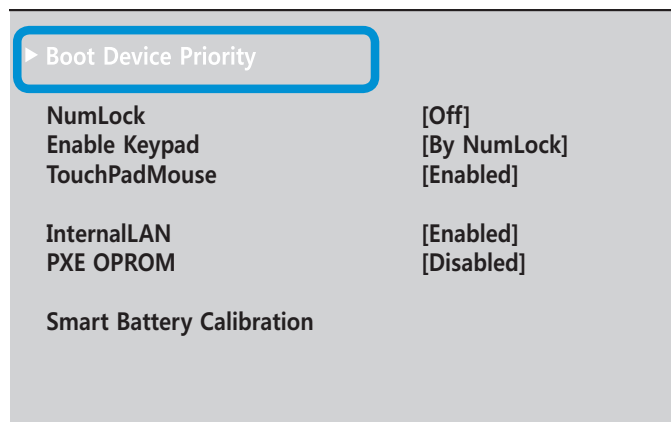 Boot Device Priority
NumLock [Off]
Enable Keypad [By NumLock]
TouchPadMouse [Enabled]
InternalLAN [Enabled]
PXE OPROM [Disabled]
Smart Battery Calibration